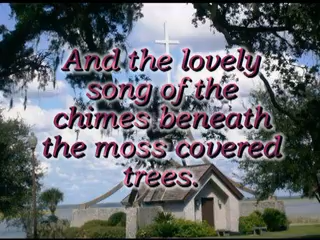 And the lovely
song of the
chimes beneath
the moss covered
trees.